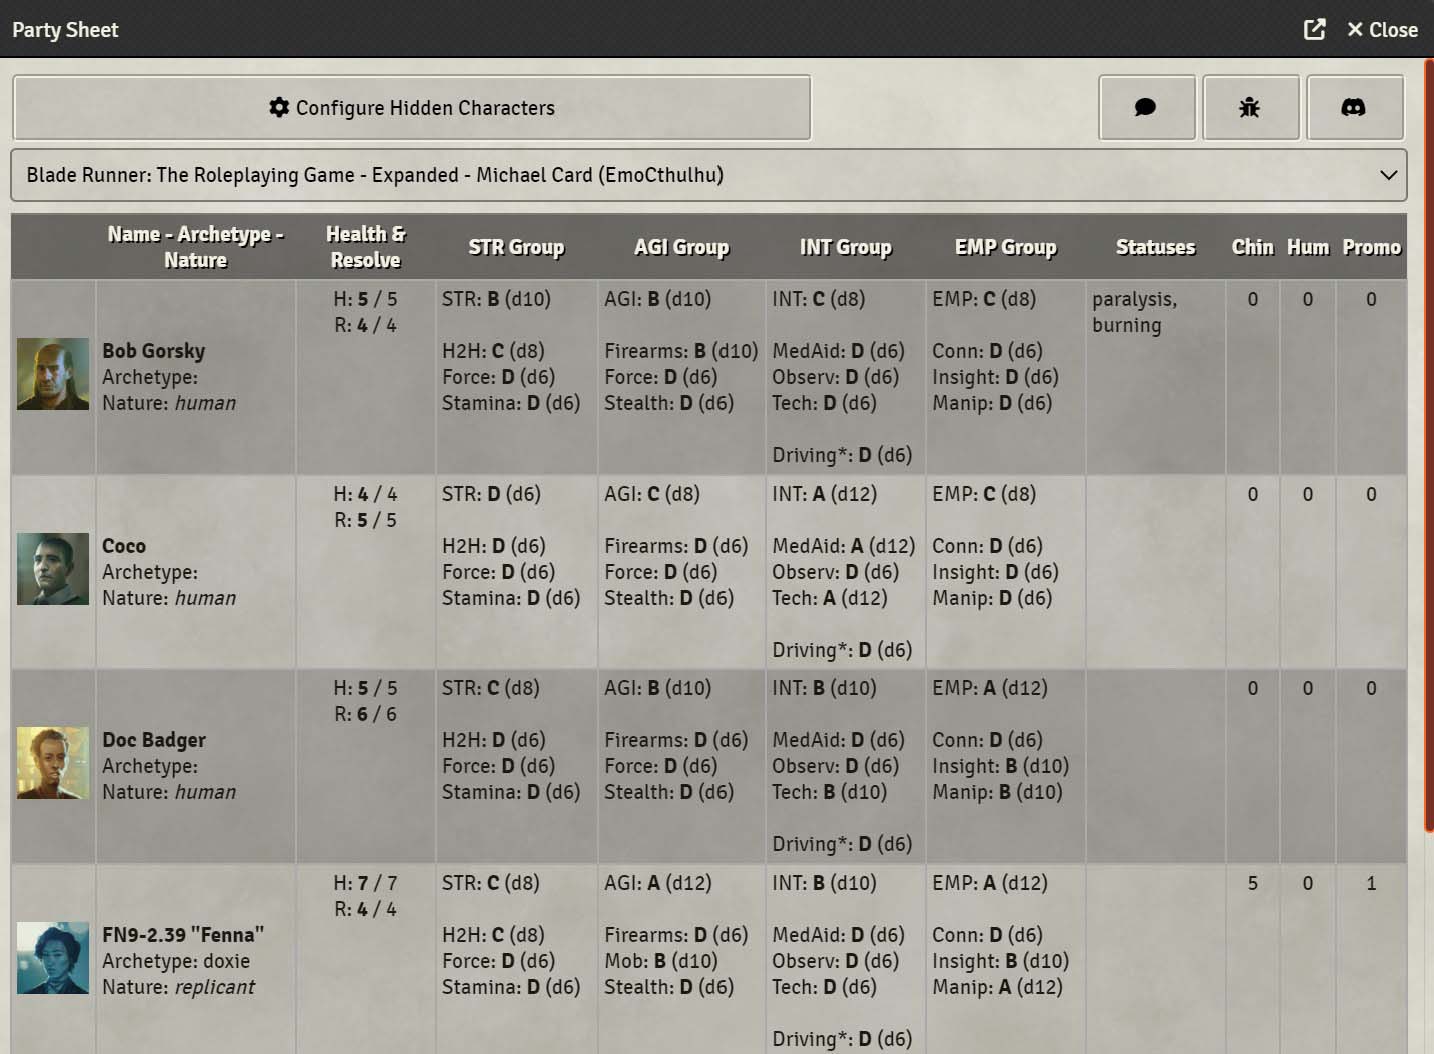 Party Sheet
Close
Configure Hidden Characters
Blade Runner: The Roleplaying Game - Expanded - Michael Card (EmoCthulhu)
Name - Archetype - Nature Health & Resolve STR Group AGI Group INT Group EMP Group Statuses Chin Hum Promo
Bob Gorsky
Archetype:
Nature: human
H: 5 / 5
R: 4 / 4
STR: B (d10)
H2H: C (d8)
Force: D (d6)
Stamina: D (d6)
AGI: B (d10)
Firearms: B (d10)
Force: D (d6)
Stealth: D (d6)
INT: C (d8)
MedAid: D (d6)
Observ: D (d6)
Tech: D (d6)
Driving*: D (d6)
EMP: C (d8)
Conn: D (d6)
Insight: D (d6)
Manip: D (d6)
paralysis,
burning
0 0 0
Coco
Archetype:
Nature: human
H: 4 / 4
R: 5 / 5
STR: D (d6)
H2H: D (d6)
Force: D (d6)
Stamina: D (d6)
AGI: C (d8)
Firearms: D (d6)
Force: D (d6)
Stealth: D (d6)
INT: A (d12)
MedAid: A (d12)
Observ: D (d6)
Tech: A (d12)
Driving*: D (d6)
EMP: C (d8)
Conn: D (d6)
Insight: D (d6)
Manip: D (d6)
0 0 0
Doc Badger
Archetype:
Nature: human
H: 5 / 5
R: 6 / 6
STR: C (d8)
H2H: D (d6)
Force: D (d6)
Stamina: D (d6)
AGI: B (d10)
Firearms: D (d6)
Force: D (d6)
Stealth: D (d6)
INT: B (d10)
MedAid: D (d6)
Observ: D (d6)
Tech: B (d10)
Driving*: D (d6)
EMP: A (d12)
Conn: D (d6)
Insight: B (d10)
Manip: B (d10)
0 0 0
FN9-2.39 "Fenna"
Archetype: doxie
Nature: replicant
H: 7 / 7
R: 4 / 4
STR: C (d8)
H2H: C (d8)
Force: D (d6)
Stamina: D (d6)
AGI: A (d12)
Firearms: D (d6)
Mob: B (d10)
Stealth: D (d6)
INT: B (d10)
MedAid: D (d6)
Observ: D (d6)
Tech: D (d6)
Driving*: D (d6)
EMP: A (d12)
Conn: D (d6)
Insight: B (d10)
Manip: A (d12)
5 0 1